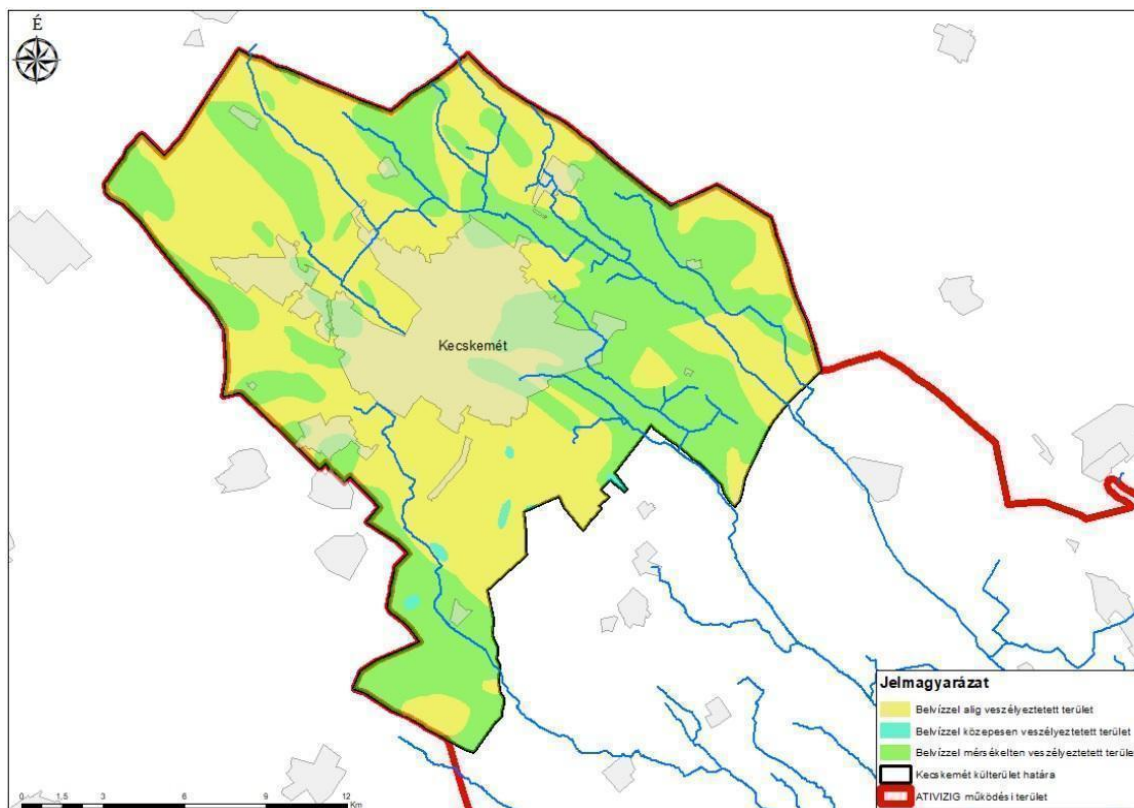 É
Kecskemét
Jelmagyarázat
Belvízzel alig veszélyeztetett terület
Belvízzel közepesen veszélyeztetett terület
Belvízzel mérsékelten veszélyeztetett terüle
Kecskemét külterület határa
ATIVIZIG működési terület
0 1,5 3 6 9 12
Km